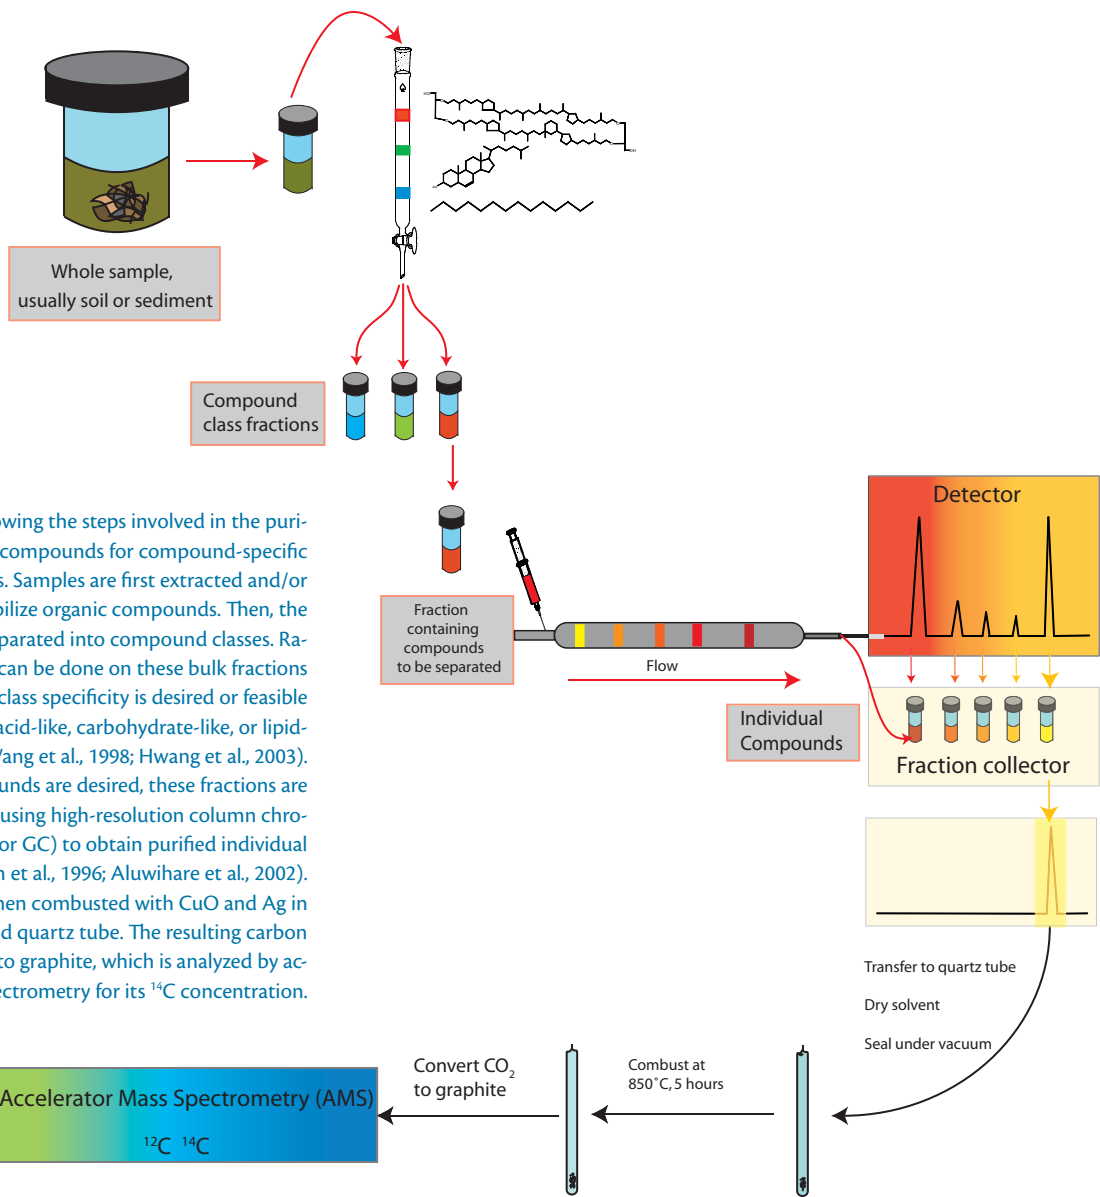 Whole sample,
usually soil or sediment
Compound
class fractions
owing the steps involved in the puri-
compounds for compound-specific
s. Samples are first extracted and/or
bilize organic compounds. Then, the
parated into compound classes. Ra-
can be done on these bulk fractions
class specificity is desired or feasible
acid-like, carbohydrate-like, or lipid-
Wang et al., 1998; Hwang et al., 2003).
unds are desired, these fractions are
using high-resolution column chro-
or GC) to obtain purified individual
n et al., 1996; Aluwihare et al., 2002).
hen combusted with CuO and Ag in
d quartz tube. The resulting carbon
to graphite, which is analyzed by ac-
ectrometry for its ¹⁴C concentration.
Fraction
containing
compounds
to be separated
Flow
Detector
Individual
Compounds
Fraction collector
Transfer to quartz tube
Dry solvent
Seal under vacuum
Combust at
850˚C, 5 hours
Convert CO₂
to graphite
Accelerator Mass Spectrometry (AMS)
¹²C ¹⁴C